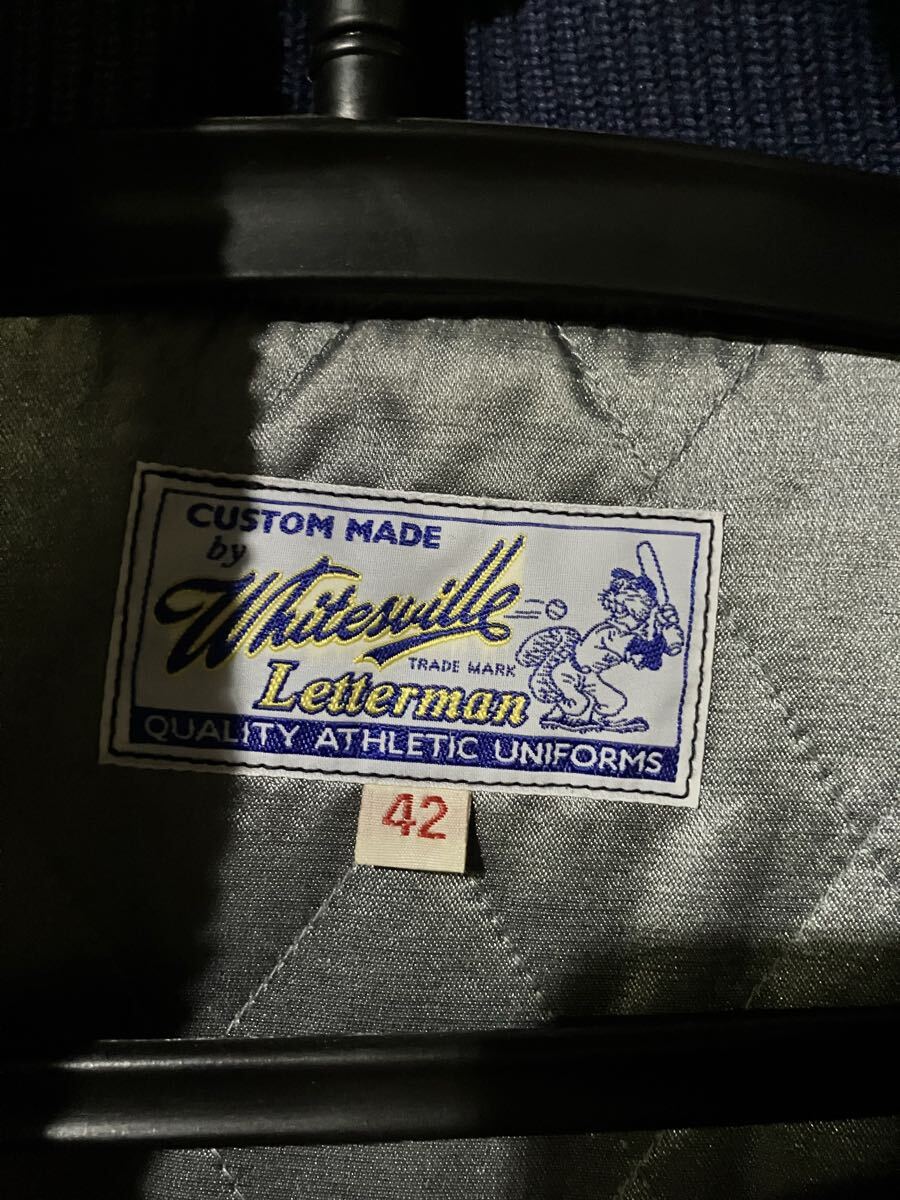 CUSTOM MADE
by
Whitesville
TRADE MARK
Letterman
QUALITY ATHLETIC UNIFORMS
42